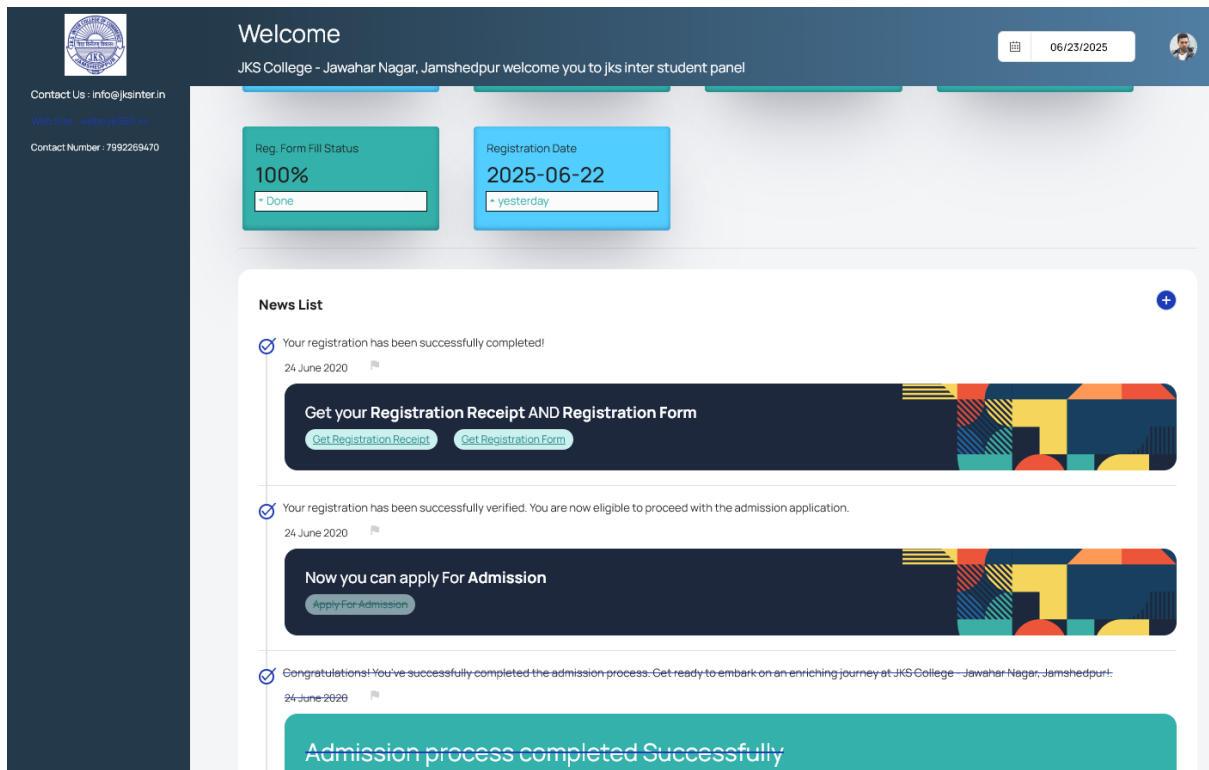 Welcome
JKS College - Jawahar Nagar, Jamshedpur welcome you to jks inter student panel
06/23/2025
Contact Us : info@jksinter.in
Contact Number : 7992269470
Reg. Form Fill Status
100%
Done
Registration Date
2025-06-22
yesterday
News List
Your registration has been successfully completed!
24 June 2020
Get your Registration Receipt AND Registration Form
Get Registration Receipt
Get Registration Form
Your registration has been successfully verified. You are now eligible to proceed with the admission application.
24 June 2020
Now you can apply For Admission
Apply For Admission
Congratulations! You've successfully completed the admission process. Get ready to embark on an enriching journey at JKS College - Jawahar Nagar, Jamshedpur!.
24 June 2020
Admission process completed Successfully